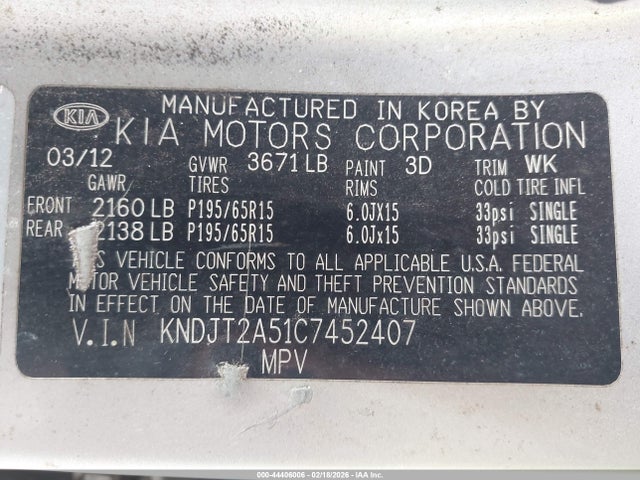 KIA MANUFACTURED IN KOREA BY
KIA MOTORS CORPORATION
03/12 GVWR 3671LB PAINT 3D TRIM WK
GAWR TIRES RIMS COLD TIRE INFL
FRONT 2160 LB P195/65R15 6.0JX15 33psi SINGLE
REAR 2138 LB P195/65R15 6.0Jx15 33psi SINGLE
VEHICLE CONFORMS TO ALL APPLICABLE U.S.A. FEDERAL
MOTOR VEHICLE SAFETY AND THEFT PREVENTION STANDARDS
IN EFFECT ON THE DATE OF MANUFACTURE SHOWN ABOVE.
V.I.N KNDJT2A51C7452407
MPV
000-44406006 - 02/18/2026 - IAA Inc.